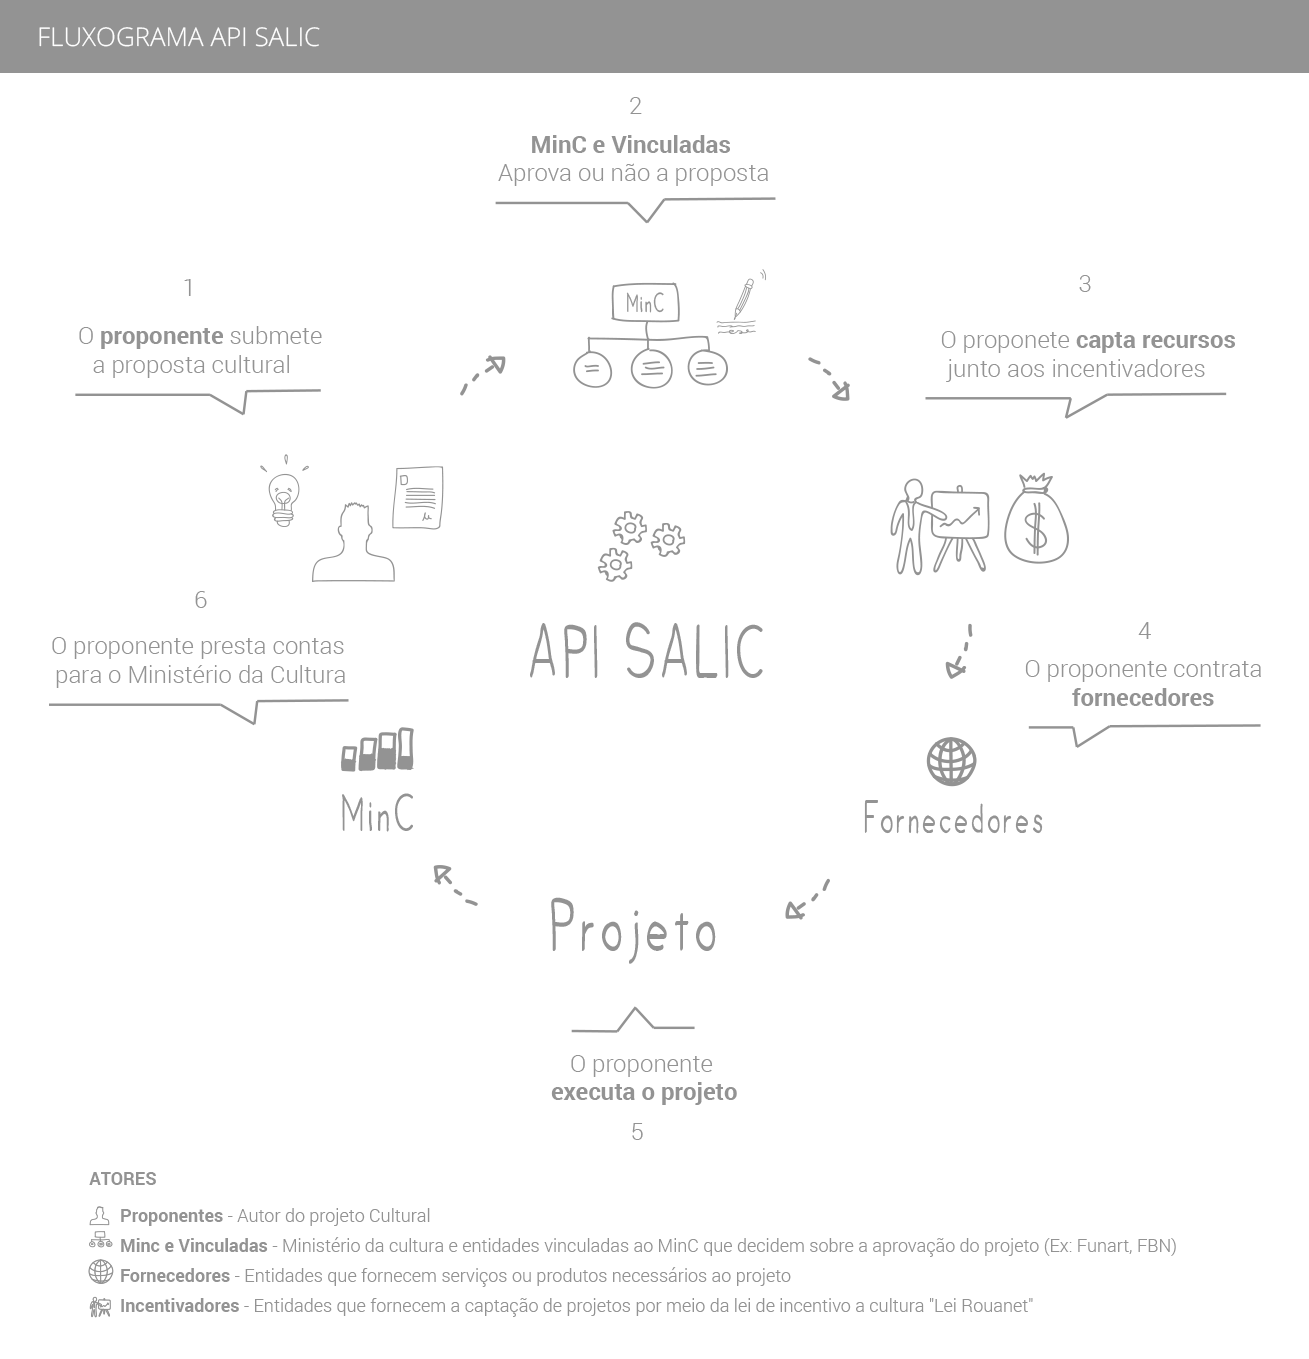 FLUXOGRAMA API SALIC
2
MinC e Vinculadas
Aprova ou não a proposta
1
O proponente submete
a proposta cultural
MinC
3
O proponete capta recursos
junto aos incentivadores
$
API SALIC
6
O proponente presta contas
para o Ministério da Cultura
MinC
4
O proponente contrata
fornecedores
Fornecedores
Projeto
O proponente
executa o projeto
5
ATORES
Proponentes - Autor do projeto Cultural
Minc e Vinculadas - Ministério da cultura e entidades vinculadas ao MinC que decidem sobre a aprovação do projeto (Ex: Funart, FBN)
Fornecedores - Entidades que fornecem serviços ou produtos necessários ao projeto
Incentivadores - Entidades que fornecem a captação de projetos por meio da lei de incentivo a cultura "Lei Rouanet"